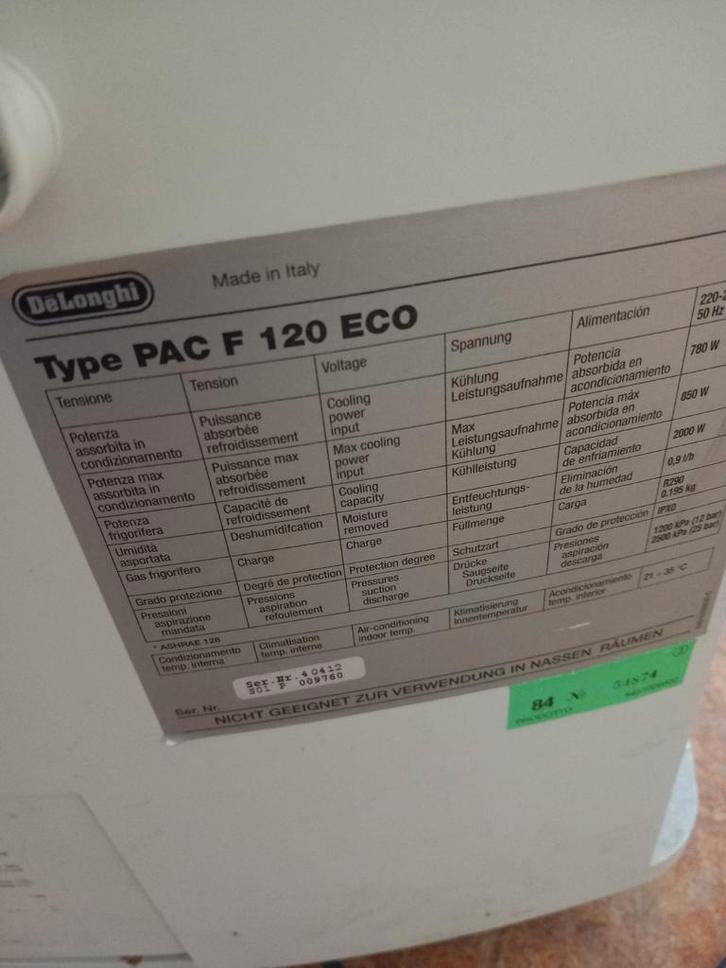 DeLonghi
Made in Italy
Type PAC F 120 ECO
Tensione
Tension
Voltage
Spannung
Alimentación
50 Hz
Potenza
assorbita in
condizionamento
Puissance
absorbée
refroidissement
Cooling
power
input
Kühlung
Leistungsaufnahme
Potencia
absorbida en
acondicionamiento
780 W
Potenza max
assorbita in
condizionamento
Puissance max
absorbée
refroidissement
Max cooling
power
input
Max
Leistungsaufnahme
Kühlung
Potencia máx
absorbida en
acondicionamiento
850 W
Potenza
frigorifera
Capacité de
refroidissement
Cooling
capacity
Kühlleistung
Capacidad
de enfriamiento
2000 W
Umidità
asportata
Deshumidifcation
Moisture
removed
Entfeuchtungs-
leistung
Eliminación
de la humedad
0,9 l/h
Gas frigorifero
Charge
Charge
Füllmenge
Carga
R290
0.195 kg
Grado protezione
Degré de protection
Protection degree
Schutzart
Grado de protección
IPX0
Pressioni
aspirazione
mandata
Pressions
aspiration
refoulement
Pressures
suction
discharge
Drücke
Saugseite
Druckseite
Presiones
aspiración
descarga
1200 kPa (12 bar)
2500 kPa (25 bar)
* ASHRAE 128
Condizionamento
temp. interna
Climatisation
temp. interne
Air-conditioning
indoor temp.
Klimatisierung
Innentemperatur
Acondicionamiento
temp. interior
21 - 35 °C
Ser. Nr.
Ser.Nr.40412
S01 P 009760
NICHT GEEIGNET ZUR VERWENDUNG IN NASSEN RÄUMEN
84 No 54874
PRODOTTO